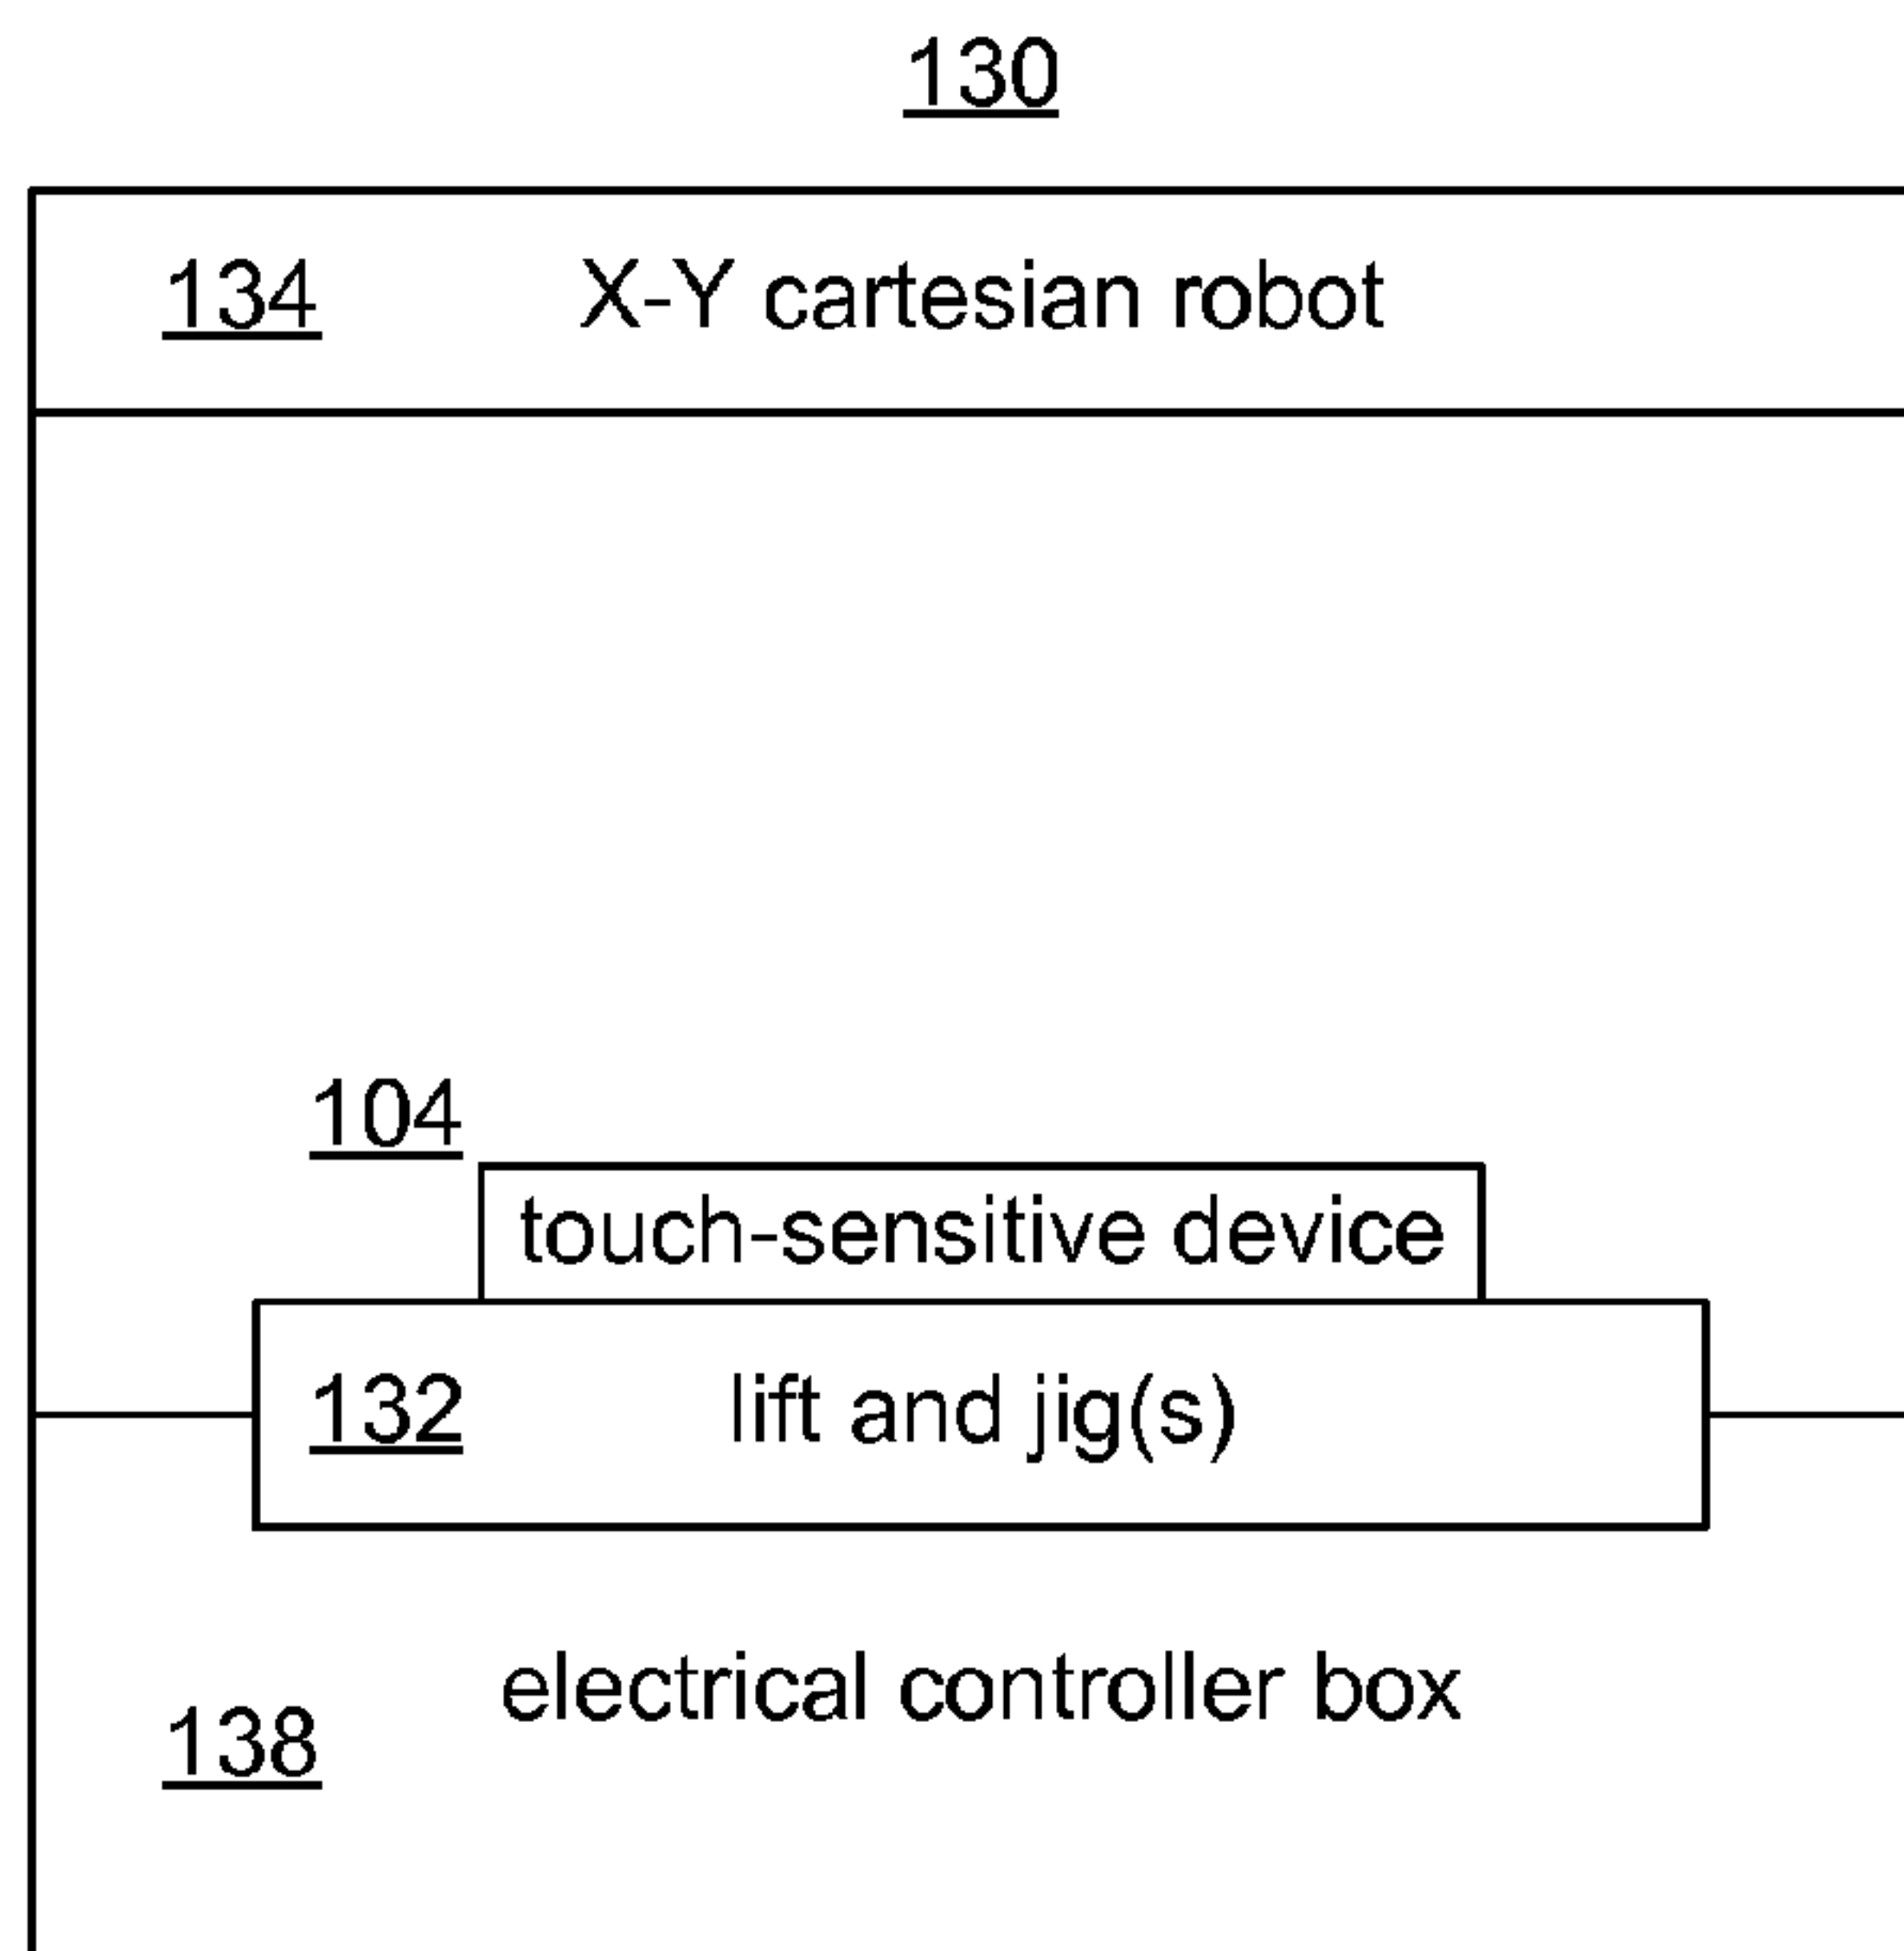 130
134 X-Y cartesian robot
104
touch-sensitive device
132 lift and jig(s)
electrical controller box
138